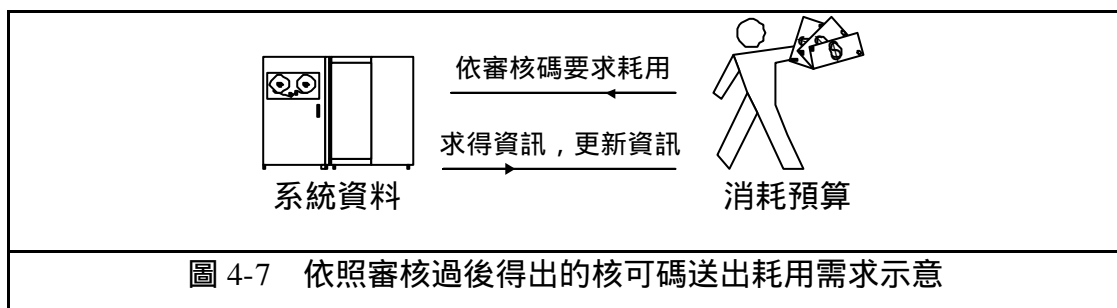 依審核碼要求耗用
求得資訊，更新資訊
系統資料
消耗預算
圖 4-7 依照審核過後得出的核可碼送出耗用需求示意